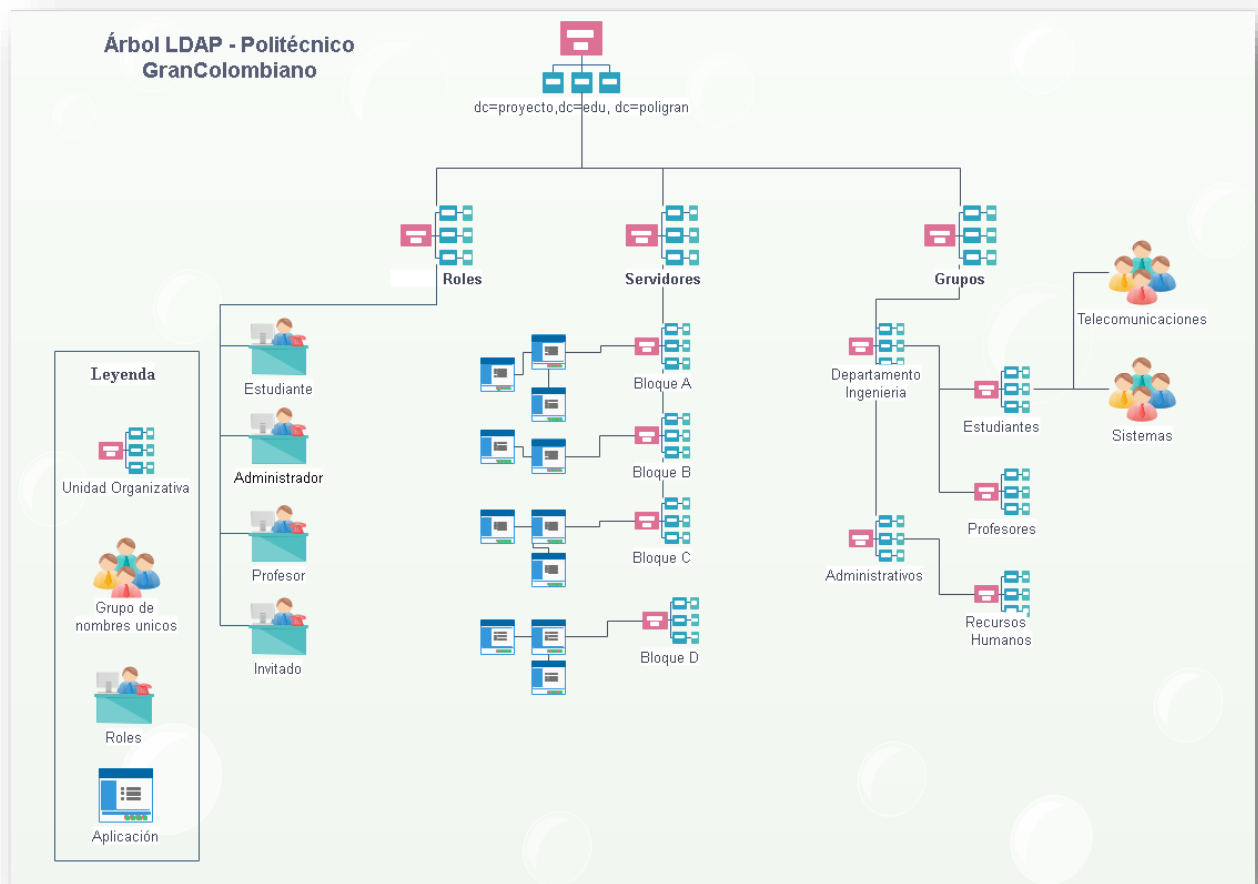 Árbol LDAP - Politécnico
GranColombiano
dc=proyecto,dc=edu, dc=poligran
Roles
Servidores
Grupos
Estudiante
Administrador
Profesor
Invitado
Bloque A
Bloque B
Bloque C
Bloque D
Departamento
Ingenieria
Estudiantes
Telecomunicaciones
Sistemas
Profesores
Administrativos
Recursos
Humanos
Leyenda
Unidad Organizativa
Grupo de
nombres unicos
Roles
Aplicación